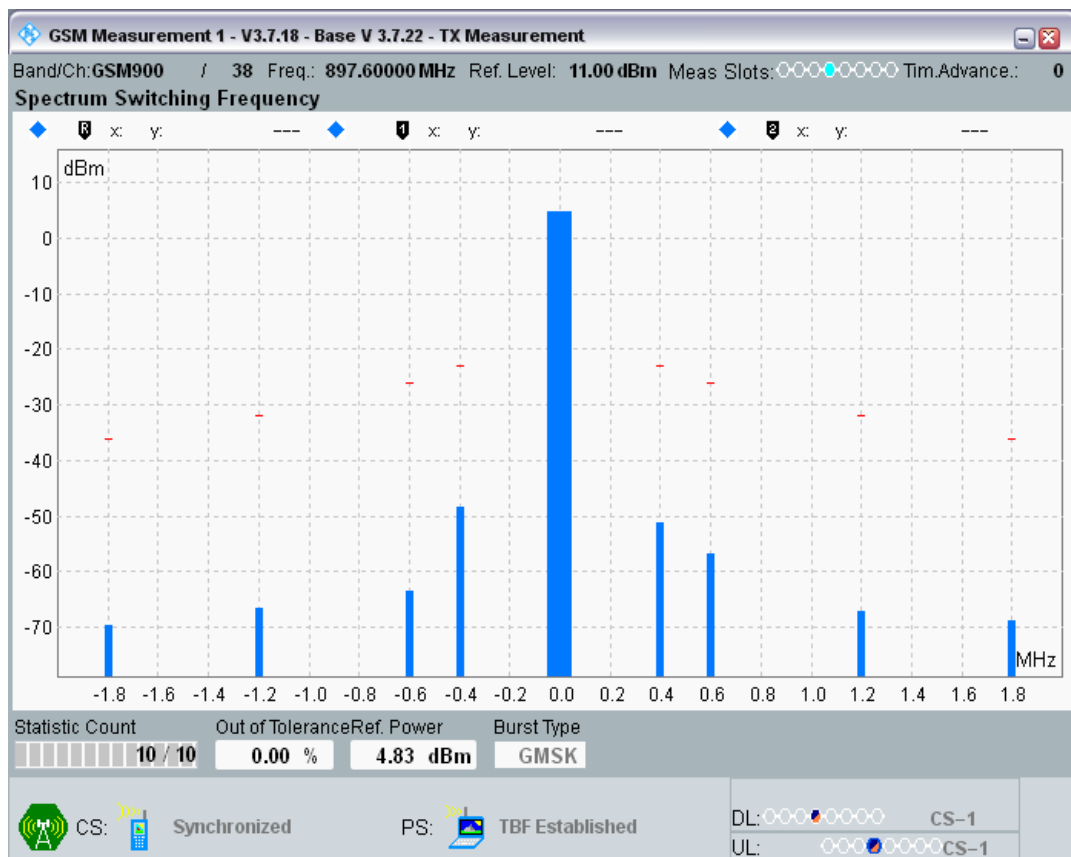 GSM Measurement 1 - V3.7.18 - Base V 3.7.22 - TX Measurement
Band/Ch:GSM900 / 38 Freq.: 897.60000 MHz Ref. Level: 11.00 dBm Meas Slots: Tim.Advance.: 0
Spectrum Switching Frequency
R x: y: --- 1 x: y: --- 2 x: y: ---
dBm
10
0
-10
-20
-30
-40
-50
-60
-70
MHz
-1.8 -1.6 -1.4 -1.2 -1.0 -0.8 -0.6 -0.4 -0.2 0.0 0.2 0.4 0.6 0.8 1.0 1.2 1.4 1.6 1.8
Statistic Count Out of Tolerance Ref. Power Burst Type
10 / 10 0.00 % 4.83 dBm GMSK
CS: Synchronized PS: TBF Established DL: CS-1
UL: CS-1